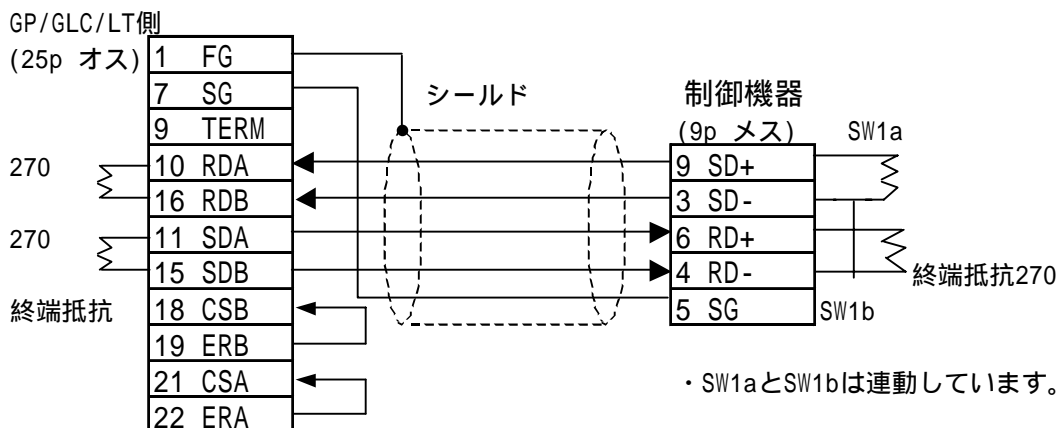 GP/GLC/LT側
(25p オス)
1 FG
7 SG
9 TERM
10 RDA
16 RDB
11 SDA
15 SDB
18 CSB
19 ERB
21 CSA
22 ERA
270
270
終端抵抗
シールド
制御機器
(9p メス)
9 SD+
3 SD-
6 RD+
4 RD-
5 SG
SW1a
終端抵抗270
SW1b
・SW1aとSW1bは連動しています。